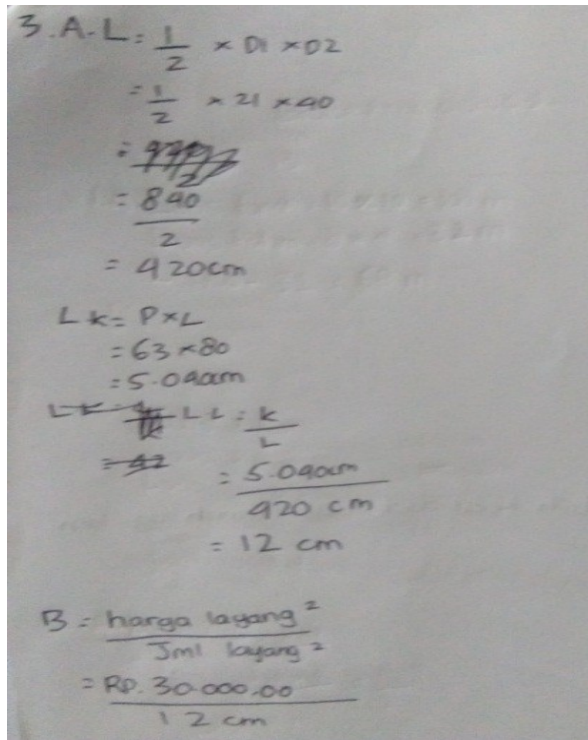 3.A.L = 1/2 × D1 × D2
= 1/2 × 21 × 40
= 840/2
= 420cm
Lk = P×L
= 63×80
= 5.040cm
LL = k/L
= 5.040cm/420 cm
= 12 cm
B = harga layang²/Jml layang²
= RP. 30.000.00/12 cm